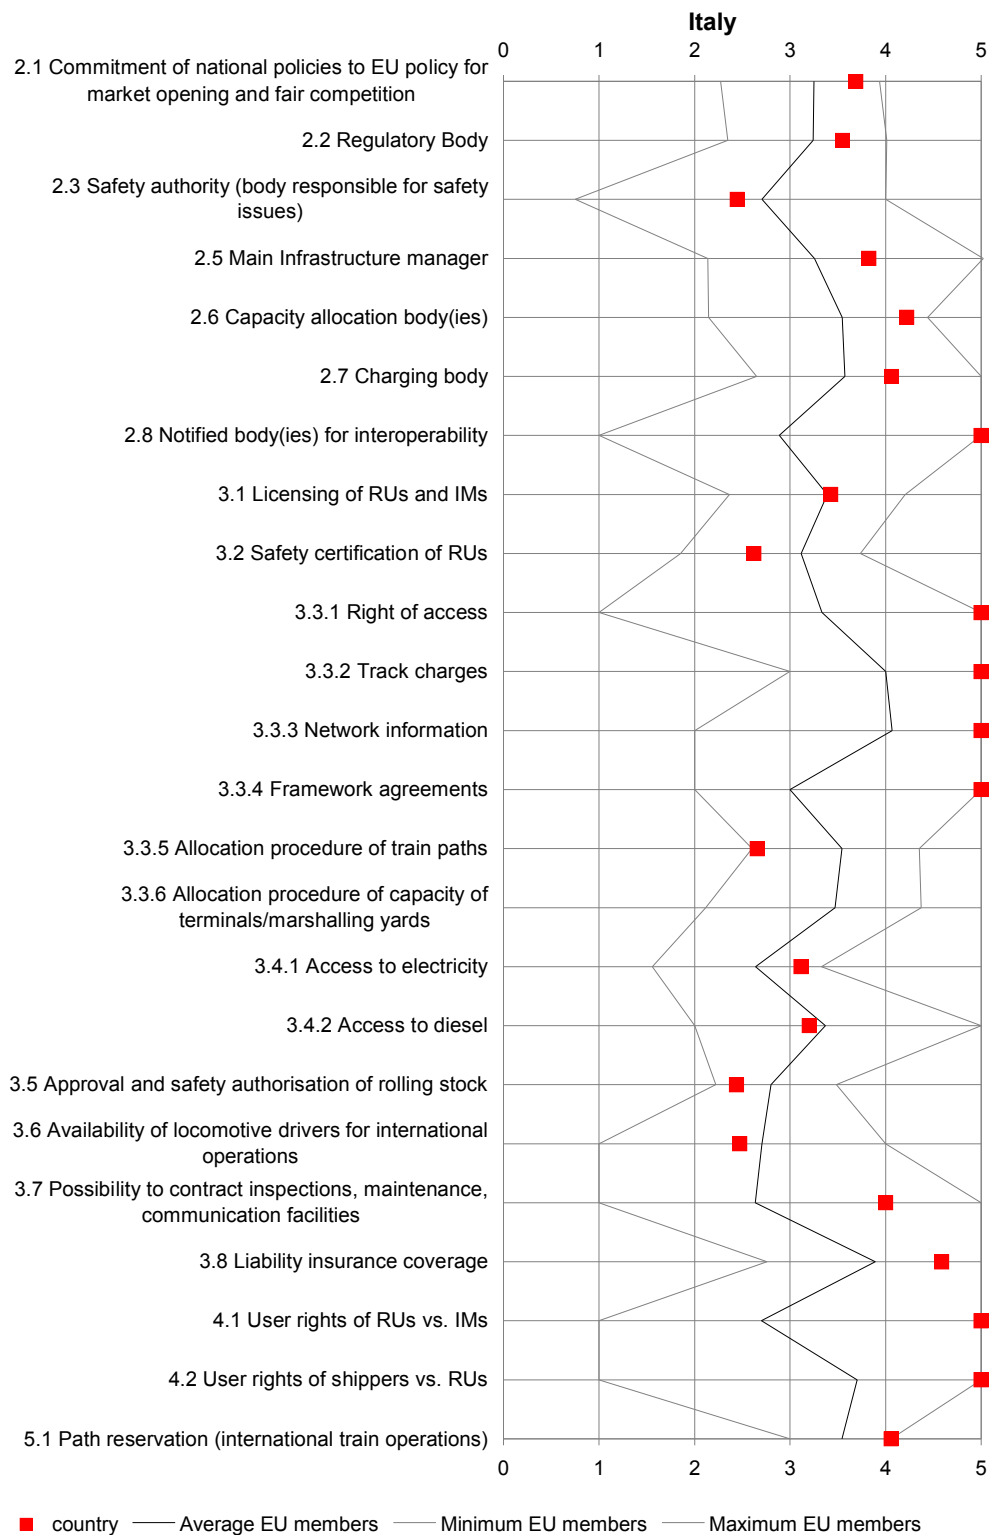 Italy
0 1 2 3 4 5
2.1 Commitment of national policies to EU policy for
market opening and fair competition
2.2 Regulatory Body
2.3 Safety authority (body responsible for safety
issues)
2.5 Main Infrastructure manager
2.6 Capacity allocation body(ies)
2.7 Charging body
2.8 Notified body(ies) for interoperability
3.1 Licensing of RUs and IMs
3.2 Safety certification of RUs
3.3.1 Right of access
3.3.2 Track charges
3.3.3 Network information
3.3.4 Framework agreements
3.3.5 Allocation procedure of train paths
3.3.6 Allocation procedure of capacity of
terminals/marshalling yards
3.4.1 Access to electricity
3.4.2 Access to diesel
3.5 Approval and safety authorisation of rolling stock
3.6 Availability of locomotive drivers for international
operations
3.7 Possibility to contract inspections, maintenance,
communication facilities
3.8 Liability insurance coverage
4.1 User rights of RUs vs. IMs
4.2 User rights of shippers vs. RUs
5.1 Path reservation (international train operations)
0 1 2 3 4 5
country Average EU members Minimum EU members Maximum EU members